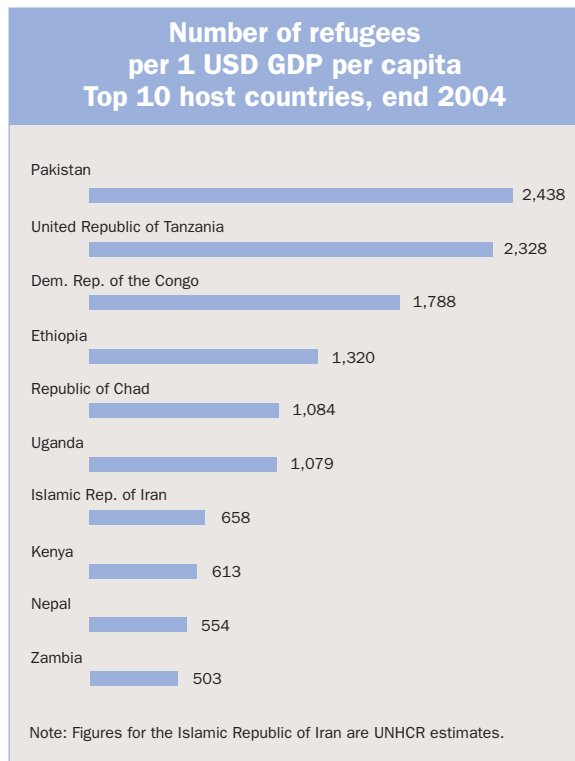 Number of refugees
per 1 USD GDP per capita
Top 10 host countries, end 2004
Pakistan
2,438
United Republic of Tanzania
2,328
Dem. Rep. of the Congo
1,788
Ethiopia
1,320
Republic of Chad
1,084
Uganda
1,079
Islamic Rep. of Iran
658
Kenya
613
Nepal
554
Zambia
503
Note: Figures for the Islamic Republic of Iran are UNHCR estimates.